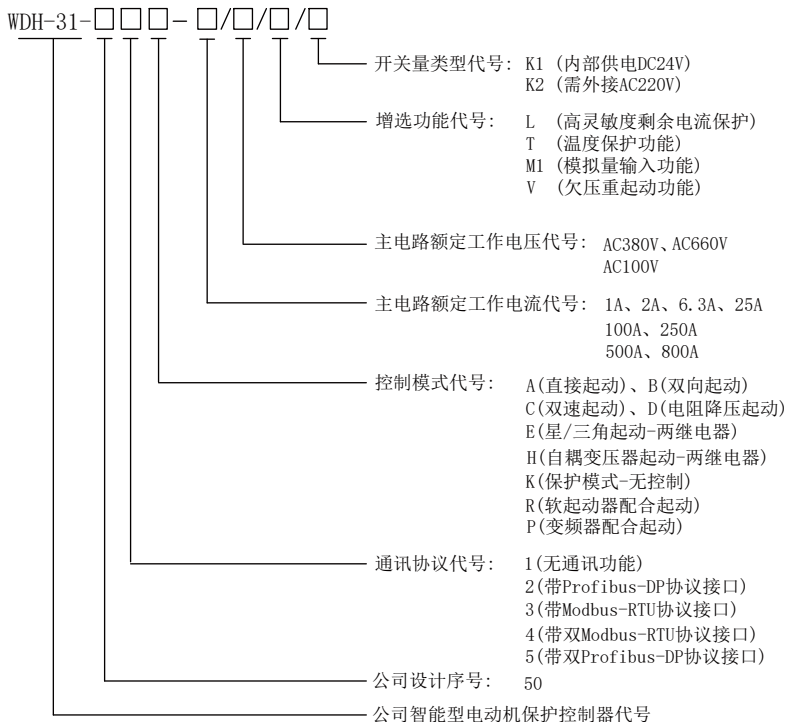 WDH-31-□□□-□/□/□/□
开关量类型代号: K1 (内部供电DC24V)
K2 (需外接AC220V)
增选功能代号: L (高灵敏度剩余电流保护)
T (温度保护功能)
M1 (模拟量输入功能)
V (欠压重起动功能)
主电路额定工作电压代号: AC380V、AC660V
AC100V
主电路额定工作电流代号: 1A、2A、6.3A、25A
100A、250A
500A、800A
控制模式代号: A(直接起动)、B(双向起动)
C(双速起动)、D(电阻降压起动)
E(星/三角起动-两继电器)
H(自耦变压器起动-两继电器)
K(保护模式-无控制)
R(软起动器配合起动)
P(变频器配合起动)
通讯协议代号: 1(无通讯功能)
2(带Profibus-DP协议接口)
3(带Modbus-RTU协议接口)
4(带双Modbus-RTU协议接口)
5(带双Profibus-DP协议接口)
公司设计序号: 50
公司智能型电动机保护控制器代号